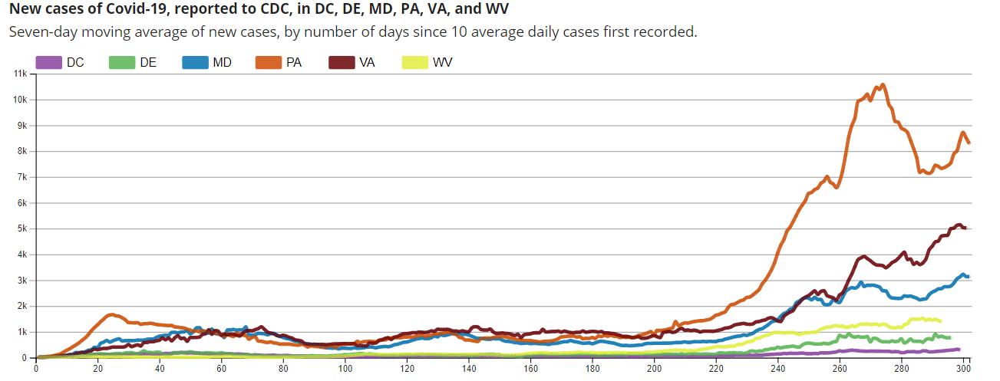 New cases of Covid-19, reported to CDC, in DC, DE, MD, PA, VA, and WV
Seven-day moving average of new cases, by number of days since 10 average daily cases first recorded.
DC DE MD PA VA WV
11k
10k
9k
8k
7k
6k
5k
4k
3k
2k
1k
0
0 20 40 60 80 100 120 140 160 180 200 220 240 260 280 300